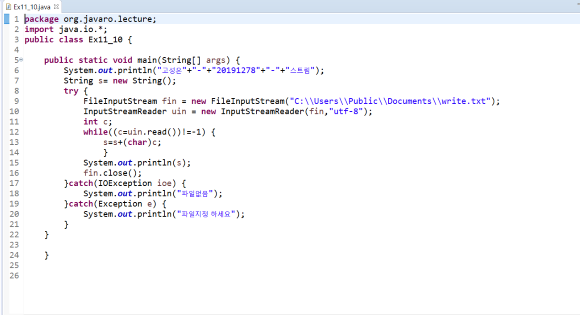 Ex11_10.java
1 package org.javaro.lecture;
2 import java.io.*;
3 public class Ex11_10 {
4
5 public static void main(String[] args) {
6 System.out.println("고성은"+"-"+"20191278"+"-"+"스트림");
7 String s= new String();
8 try {
9 FileInputStream fin = new FileInputStream("C:\\Users\\Public\\Documents\\write.txt");
10 InputStreamReader uin = new InputStreamReader(fin,"utf-8");
11 int c;
12 while((c=uin.read())!=-1) {
13 s=s+(char)c;
14 }
15 System.out.println(s);
16 fin.close();
17 }catch(IOException ioe) {
18 System.out.println("파일없음");
19 }catch(Exception e) {
20 System.out.println("파일지정 하세요");
21 }
22 }
23
24 }
25
26